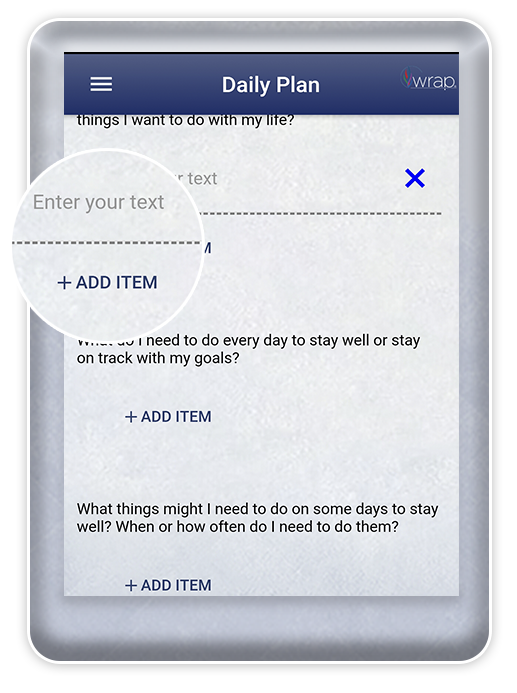 Daily Plan
wrap.
things I want to do with my life?
Enter your text
text
+ ADD ITEM
What do I need to do every day to stay well or stay
on track with my goals?
+ ADD ITEM
What things might I need to do on some days to stay
well? When or how often do I need to do them?
+ ADD ITEM